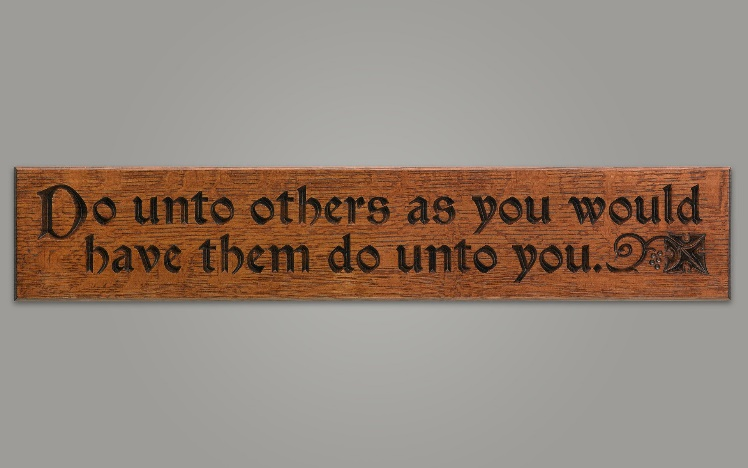 Do unto others as you would
have them do unto you.